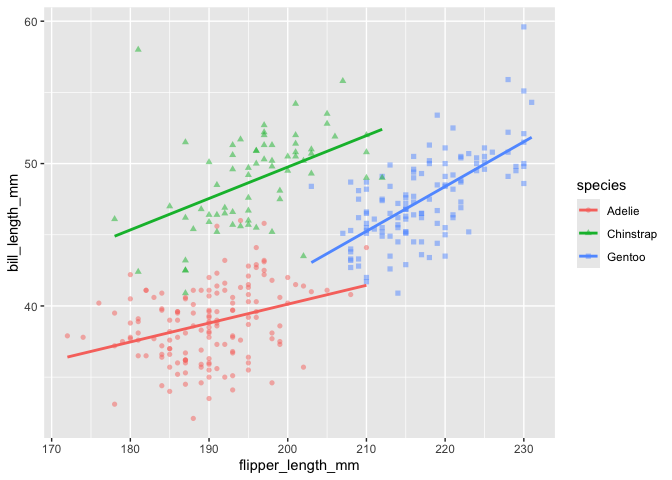 60
50
40
bill_length_mm
170 180 190 200 210 220 230
flipper_length_mm
species
Adelie
Chinstrap
Gentoo